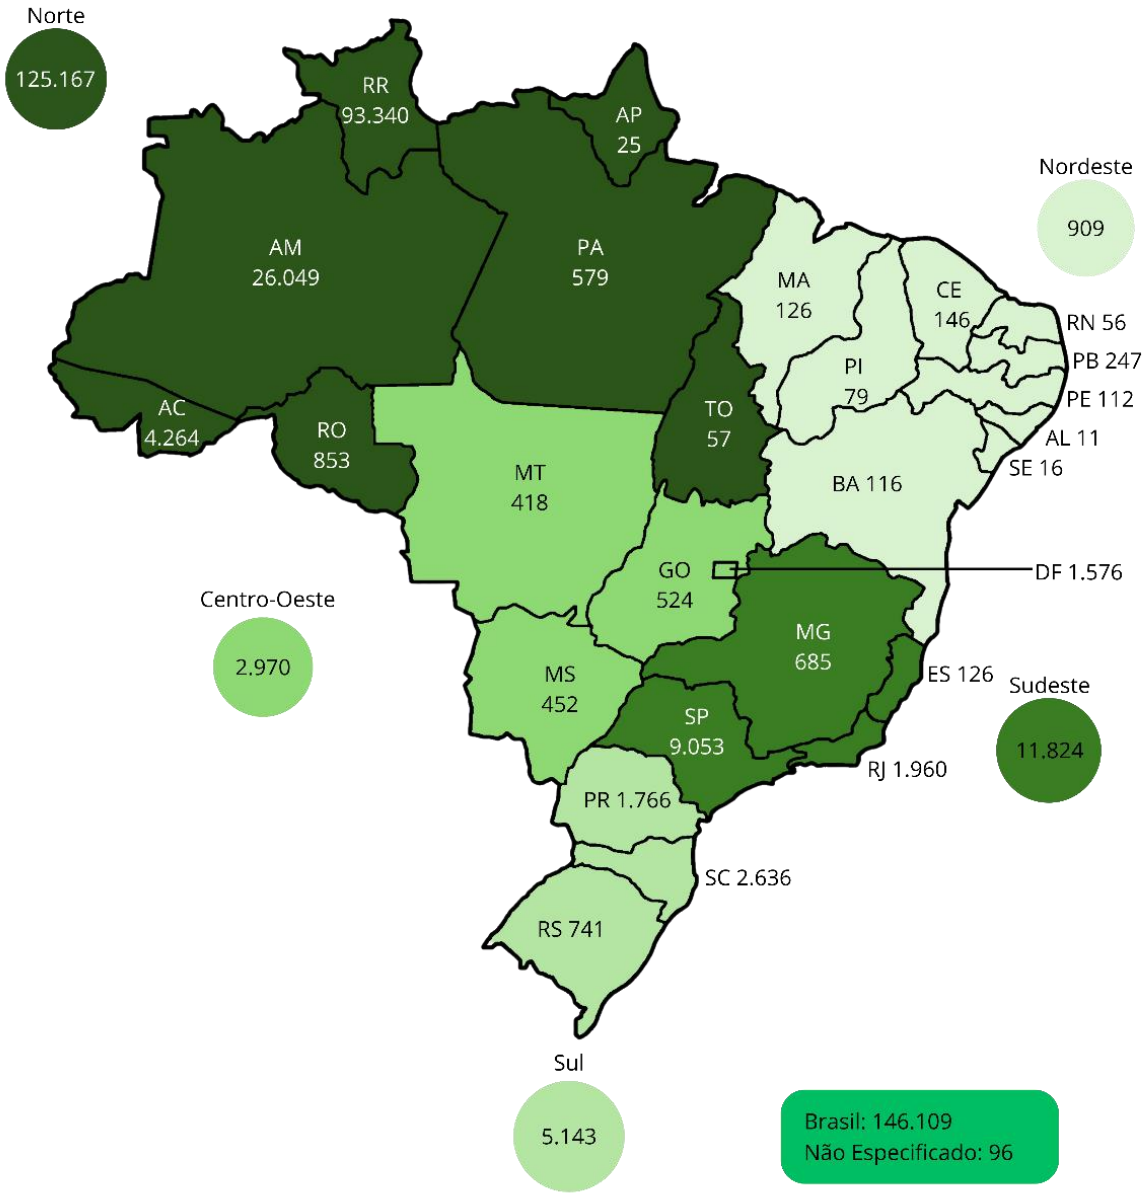 Norte
125.167
RR
93.340
AP
25
Nordeste
909
AM
26.049
PA
579
MA
126
CE
146
RN 56
PB 247
PI
79
PE 112
AC
4.264
RO
853
TO
57
AL 11
SE 16
MT
418
BA 116
GO
524
DF 1.576
Centro-Oeste
2.970
MG
685
MS
452
ES 126
Sudeste
11.824
SP
9.053
RJ 1.960
PR 1.766
SC 2.636
RS 741
Sul
5.143
Brasil: 146.109
Não Especificado: 96